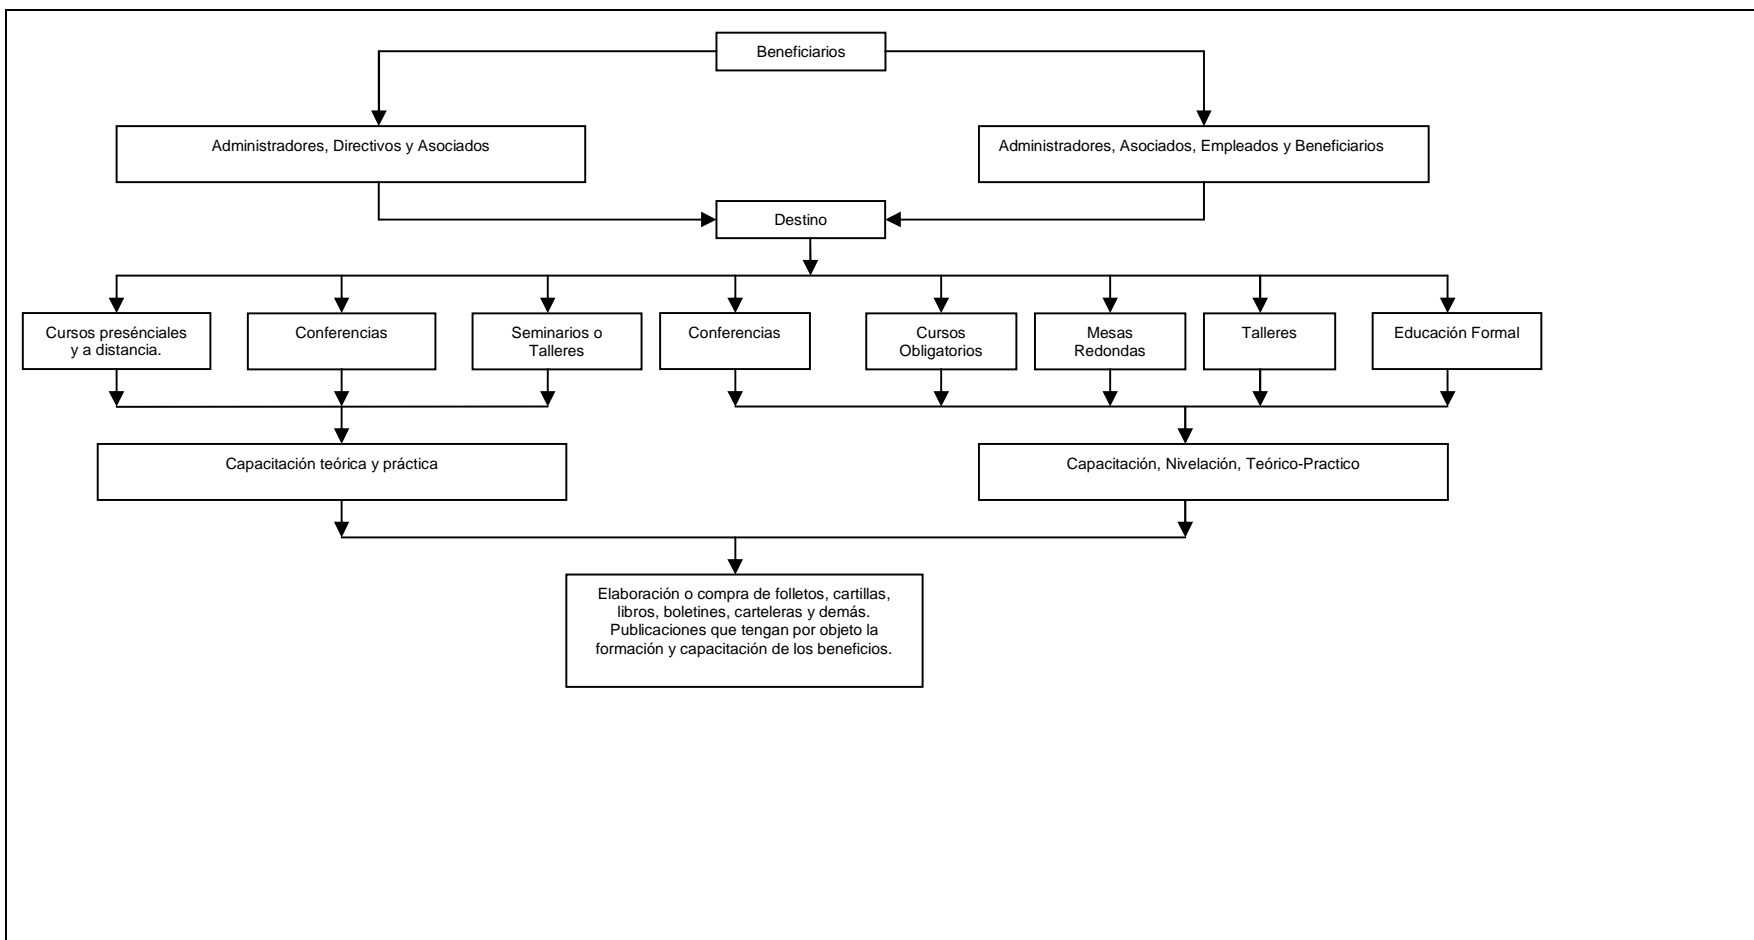 Beneficiarios
Administradores, Directivos y Asociados
Administradores, Asociados, Empleados y Beneficiarios
Destino
Cursos presénciales
y a distancia.
Conferencias
Seminarios o
Talleres
Conferencias
Cursos
Obligatorios
Mesas
Redondas
Talleres
Educación Formal
Capacitación teórica y práctica
Capacitación, Nivelación, Teórico-Practico
Elaboración o compra de folletos, cartillas,
libros, boletines, carteleras y demás.
Publicaciones que tengan por objeto la
formación y capacitación de los beneficios.